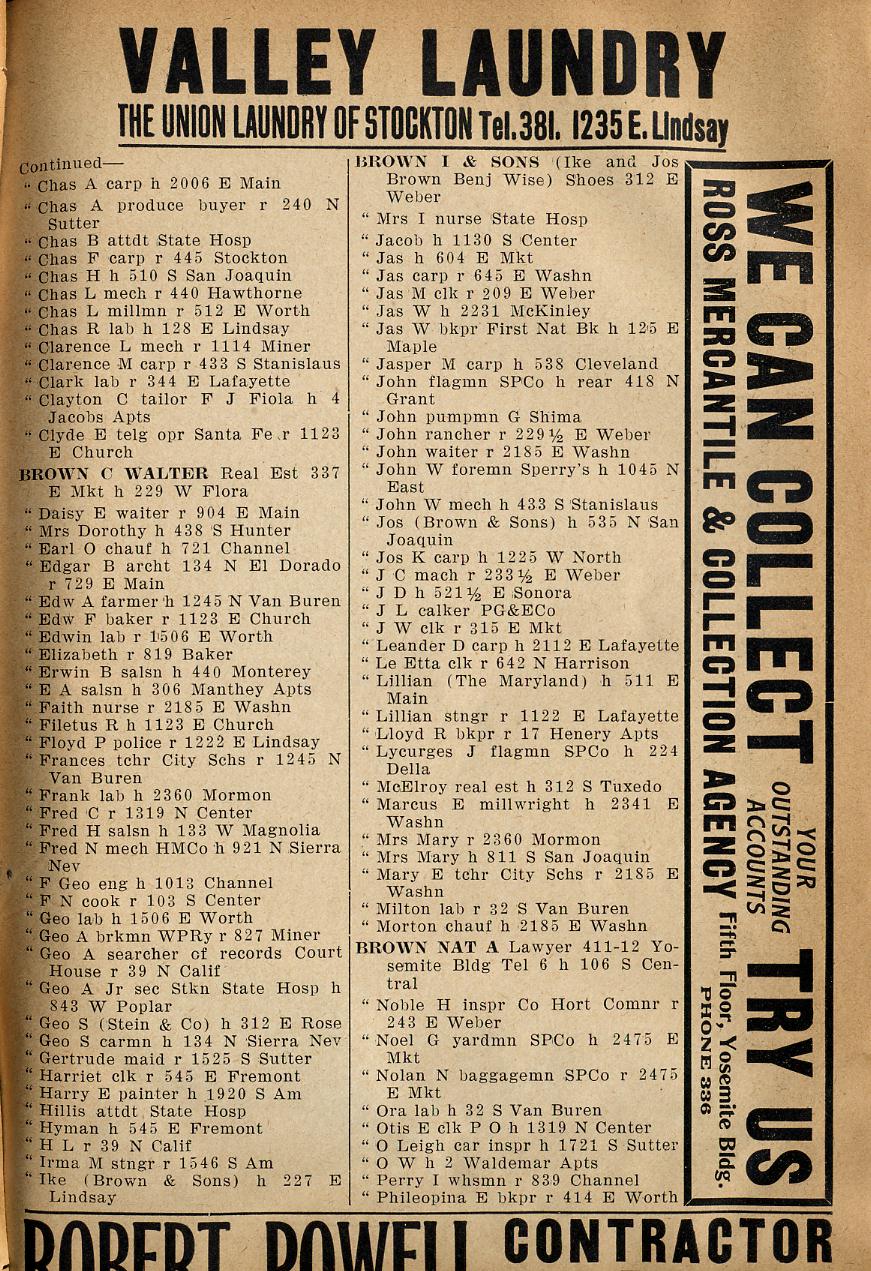 VALLEY LAUNDRY
THE UNION LAUNDRY OF STOCKTON Tel. 381. 1235 E. Lindsay
Continued—
" Chas A carp h 2006 E Main
" Chas A produce buyer r 240 N
Sutter
" Chas B attdt State Hosp
" Chas F carp r 445 Stockton
" Chas H h 510 S San Joaquin
" Chas L mech r 440 Hawthorne
" Chas L millmn r 512 E Worth
" Chas R lab h 128 E Lindsay
" Clarence L mech r 1114 Miner
" Clarence M carp r 433 S Stanislaus
" Clark lab r 344 E Lafayette
" Clayton C tailor F J Fiola h 4
Jacobs Apts
" Clyde E telg opr Santa Fe r 1123
E Church
BROWN C WALTER Real Est 337
E Mkt h 229 W Flora
" Daisy E waiter r 904 E Main
" Mrs Dorothy h 438 S Hunter
" Earl O chauf h 721 Channel
" Edgar B archt 134 N El Dorado
r 729 E Main
" Edw A farmer h 1245 N Van Buren
" Edw F baker r 1123 E Church
" Edwin lab r 1506 E Worth
" Elizabeth r 819 Baker
" Erwin B salsn h 440 Monterey
" E A salsn h 306 Manthey Apts
" Faith nurse r 2185 E Washn
" Filetus R h 1123 E Church
" Floyd P police r 1222 E Lindsay
" Frances tchr City Schs r 1245 N
Van Buren
" Frank lab h 2360 Mormon
" Fred C r 1319 N Center
" Fred H salsn h 133 W Magnolia
" Fred N mech HMCo h 921 N Sierra
Nev
" F Geo eng h 1013 Channel
" F N cook r 103 S Center
" Geo lab h 1506 E Worth
" Geo A brkmn WPRy r 827 Miner
" Geo A searcher of records Court
House r 39 N Calif
" Geo A Jr sec Stkn State Hosp h
843 W Poplar
" Geo S (Stein & Co) h 312 E Rose
" Geo S carmn h 134 N Sierra Nev
" Gertrude maid r 1525 S Sutter
" Harriet clk r 545 E Fremont
" Harry E painter h 1920 S Am
" Hillis attdt State Hosp
" Hyman h 545 E Fremont
" H L r 39 N Calif
" Irma M stngr r 1546 S Am
" Ike (Brown & Sons) h 227 E
Lindsay
BROWN I & SONS (Ike and Jos
Brown Benj Wise) Shoes 312 E
Weber
" Mrs I nurse State Hosp
" Jacob h 1130 S Center
" Jas h 604 E Mkt
" Jas carp r 645 E Washn
" Jas M clk r 209 E Weber
" Jas W h 2231 McKinley
" Jas W bkpr First Nat Bk h 125 E
Maple
" Jasper M carp h 538 Cleveland
" John flagmn SPCo h rear 418 N
Grant
" John pumpmn G Shima
" John rancher r 229½ E Weber
" John waiter r 2185 E Washn
" John W foremn Sperry's h 1045 N
East
" John W mech h 433 S Stanislaus
" Jos (Brown & Sons) h 535 N San
Joaquin
" Jos K carp h 1225 W North
" J C mach r 233½ E Weber
" J D h 521½ E Sonora
" J L calker PG&ECo
" J W clk r 315 E Mkt
" Leander D carp h 2112 E Lafayette
" Le Etta clk r 642 N Harrison
" Lillian (The Maryland) h 511 E
Main
" Lillian stngr r 1122 E Lafayette
" Lloyd R bkpr r 17 Henery Apts
" Lycurges J flagmn SPCo h 224
Della
" McElroy real est h 312 S Tuxedo
" Marcus E millwright h 2341 E
Washn
" Mrs Mary r 2360 Mormon
" Mrs Mary h 811 S San Joaquin
" Mary E tchr City Schs r 2185 E
Washn
" Milton lab r 32 S Van Buren
" Morton chauf h 2185 E Washn
BROWN NAT A Lawyer 411-12 Yo-
semite Bldg Tel 6 h 106 S Cen-
tral
" Noble H inspr Co Hort Comnr r
243 E Weber
" Noel G yardmn SPCo h 2475 E
Mkt
" Nolan N baggagemn SPCo r 2475
E Mkt
" Ora lab h 32 S Van Buren
" Otis E clk P O h 1319 N Center
" O Leigh car inspr h 1721 S Sutter
" O W h 2 Waldemar Apts
" Perry I whsmn r 839 Channel
" Phileopina E bkpr r 414 E Worth
WE CAN COLLECT YOUR OUTSTANDING ACCOUNTS TRY US
ROSS MERCANTILE & COLLECTION AGENCY Fifth Floor, Yosemite Bldg.
PHONE 336
ROBERT POWELL CONTRACTOR